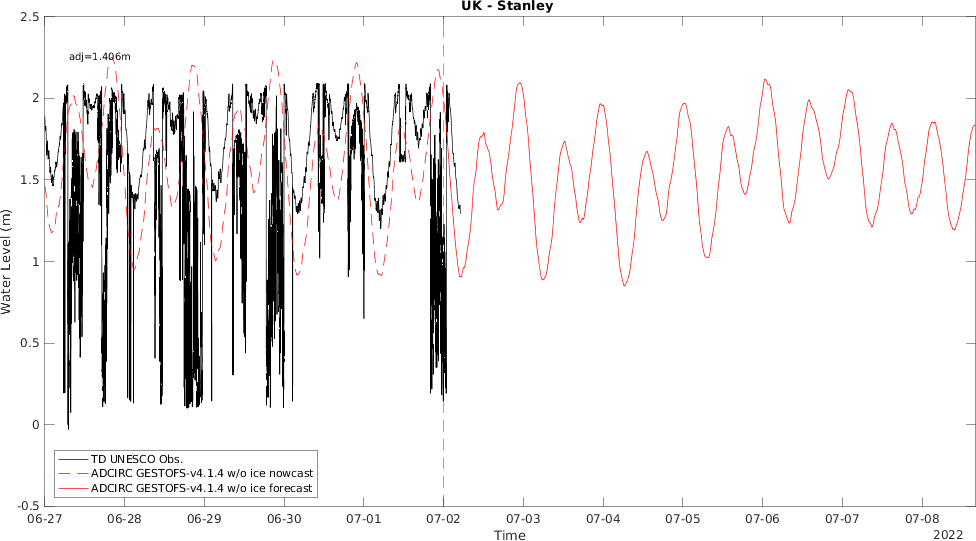 UK - Stanley
adj=1.406m
2.5
2
1.5
1
0.5
0
-0.5
Water Level (m)
TD UNESCO Obs.
ADCIRC GESTOFS-v4.1.4 w/o ice nowcast
ADCIRC GESTOFS-v4.1.4 w/o ice forecast
06-27 06-28 06-29 06-30 07-01 07-02 07-03 07-04 07-05 07-06 07-07 07-08
Time
2022